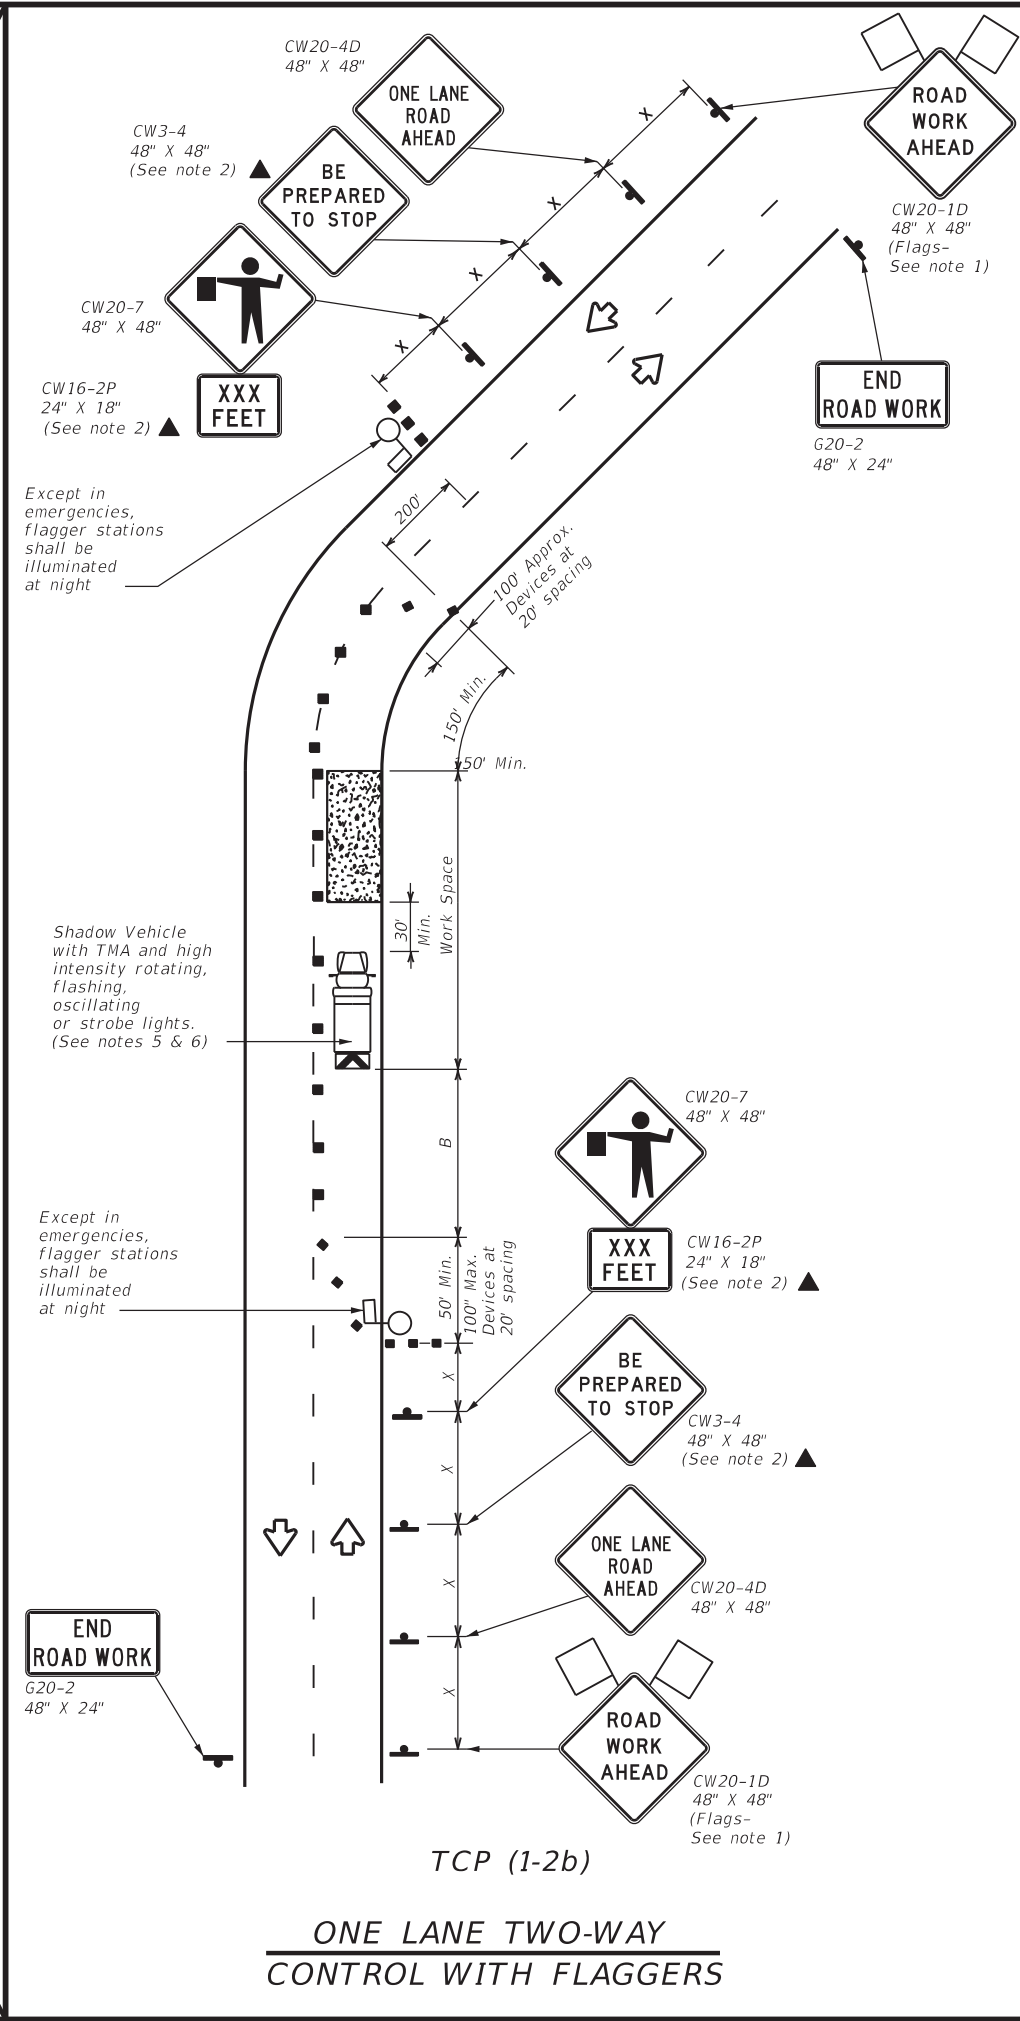 CW20-4D
48" X 48"
ONE LANE
ROAD
AHEAD
ROAD
WORK
AHEAD
CW20-1D
48" X 48"
(Flags-
See note 1)
CW3-4
48" X 48"
(See note 2)
BE
PREPARED
TO STOP
X
X
X
X
CW20-7
48" X 48"
CW16-2P
24" X 18"
(See note 2)
XXX
FEET
END
ROAD WORK
G20-2
48" X 24"
Except in
emergencies,
flagger stations
shall be
illuminated
at night
200'
100' Approx.
Devices at
20' spacing
150' Min.
150' Min.
Work Space
30'
Min.
Shadow Vehicle
with TMA and high
intensity rotating,
flashing,
oscillating
or strobe lights.
(See notes 5 & 6)
B
CW20-7
48" X 48"
XXX
FEET
CW16-2P
24" X 18"
(See note 2)
Except in
emergencies,
flagger stations
shall be
illuminated
at night
50' Min.
100" Max.
Devices at
20' spacing
X
X
X
X
BE
PREPARED
TO STOP
CW3-4
48" X 48"
(See note 2)
ONE LANE
ROAD
AHEAD
CW20-4D
48" X 48"
END
ROAD WORK
G20-2
48" X 24"
ROAD
WORK
AHEAD
CW20-1D
48" X 48"
(Flags-
See note 1)
TCP (1-2b)
ONE LANE TWO-WAY
CONTROL WITH FLAGGERS